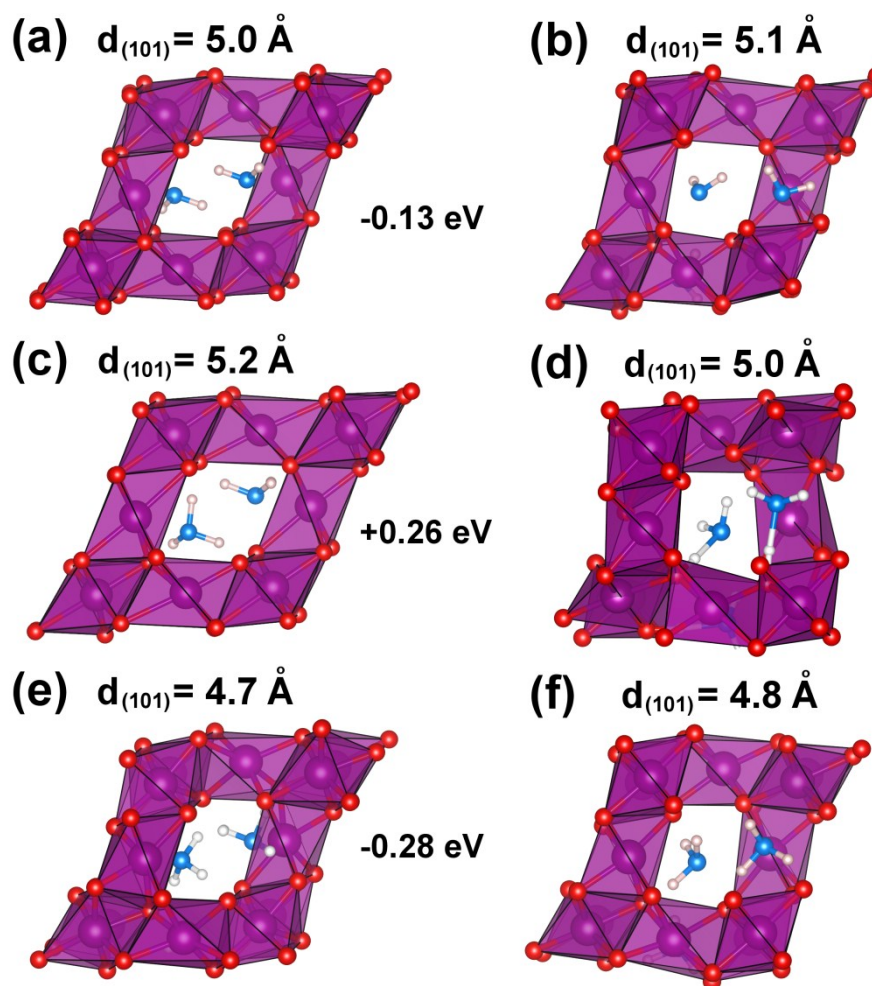 (a) d(101) = 5.0 Å
(b) d(101) = 5.1 Å
-0.13 eV
(c) d(101) = 5.2 Å
(d) d(101) = 5.0 Å
+0.26 eV
(e) d(101) = 4.7 Å
(f) d(101) = 4.8 Å
-0.28 eV